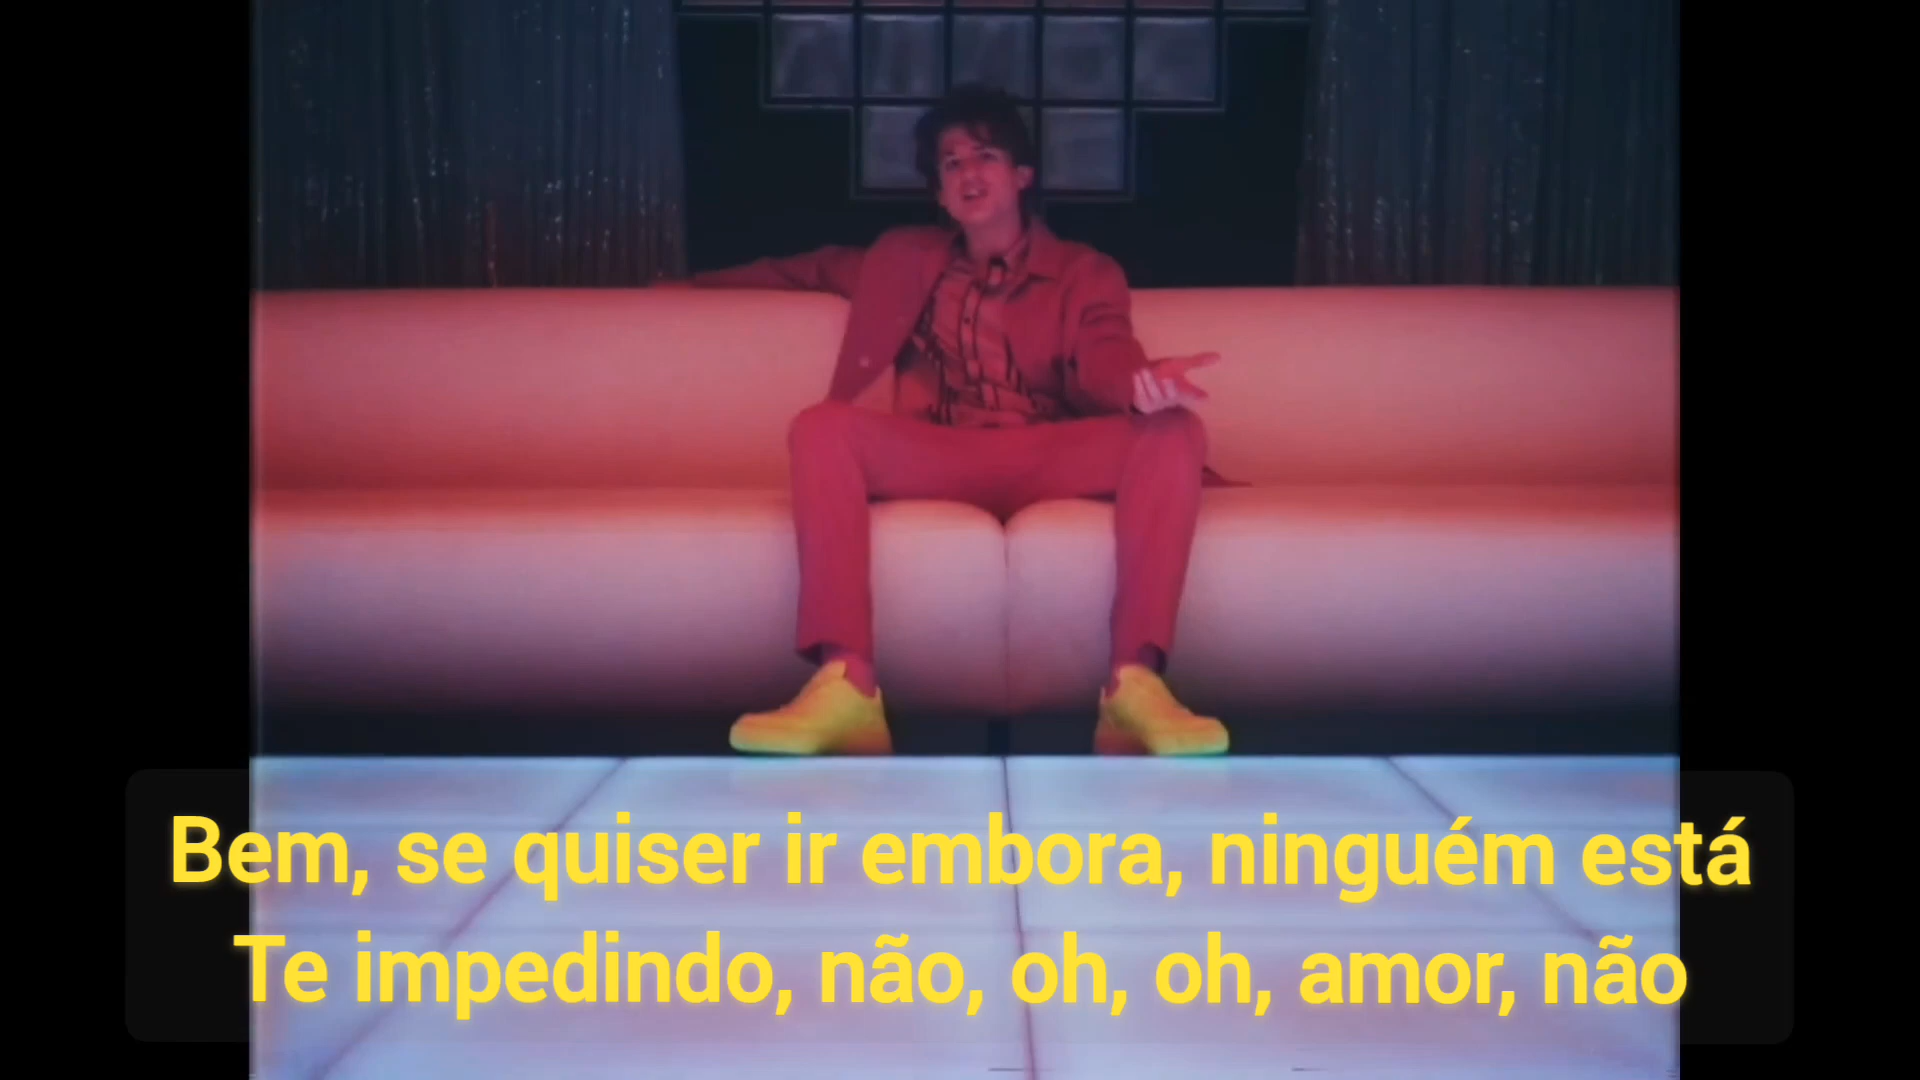 Bem, se quiser ir embora, ninguém está
Te impedindo, não, oh, oh, amor, não